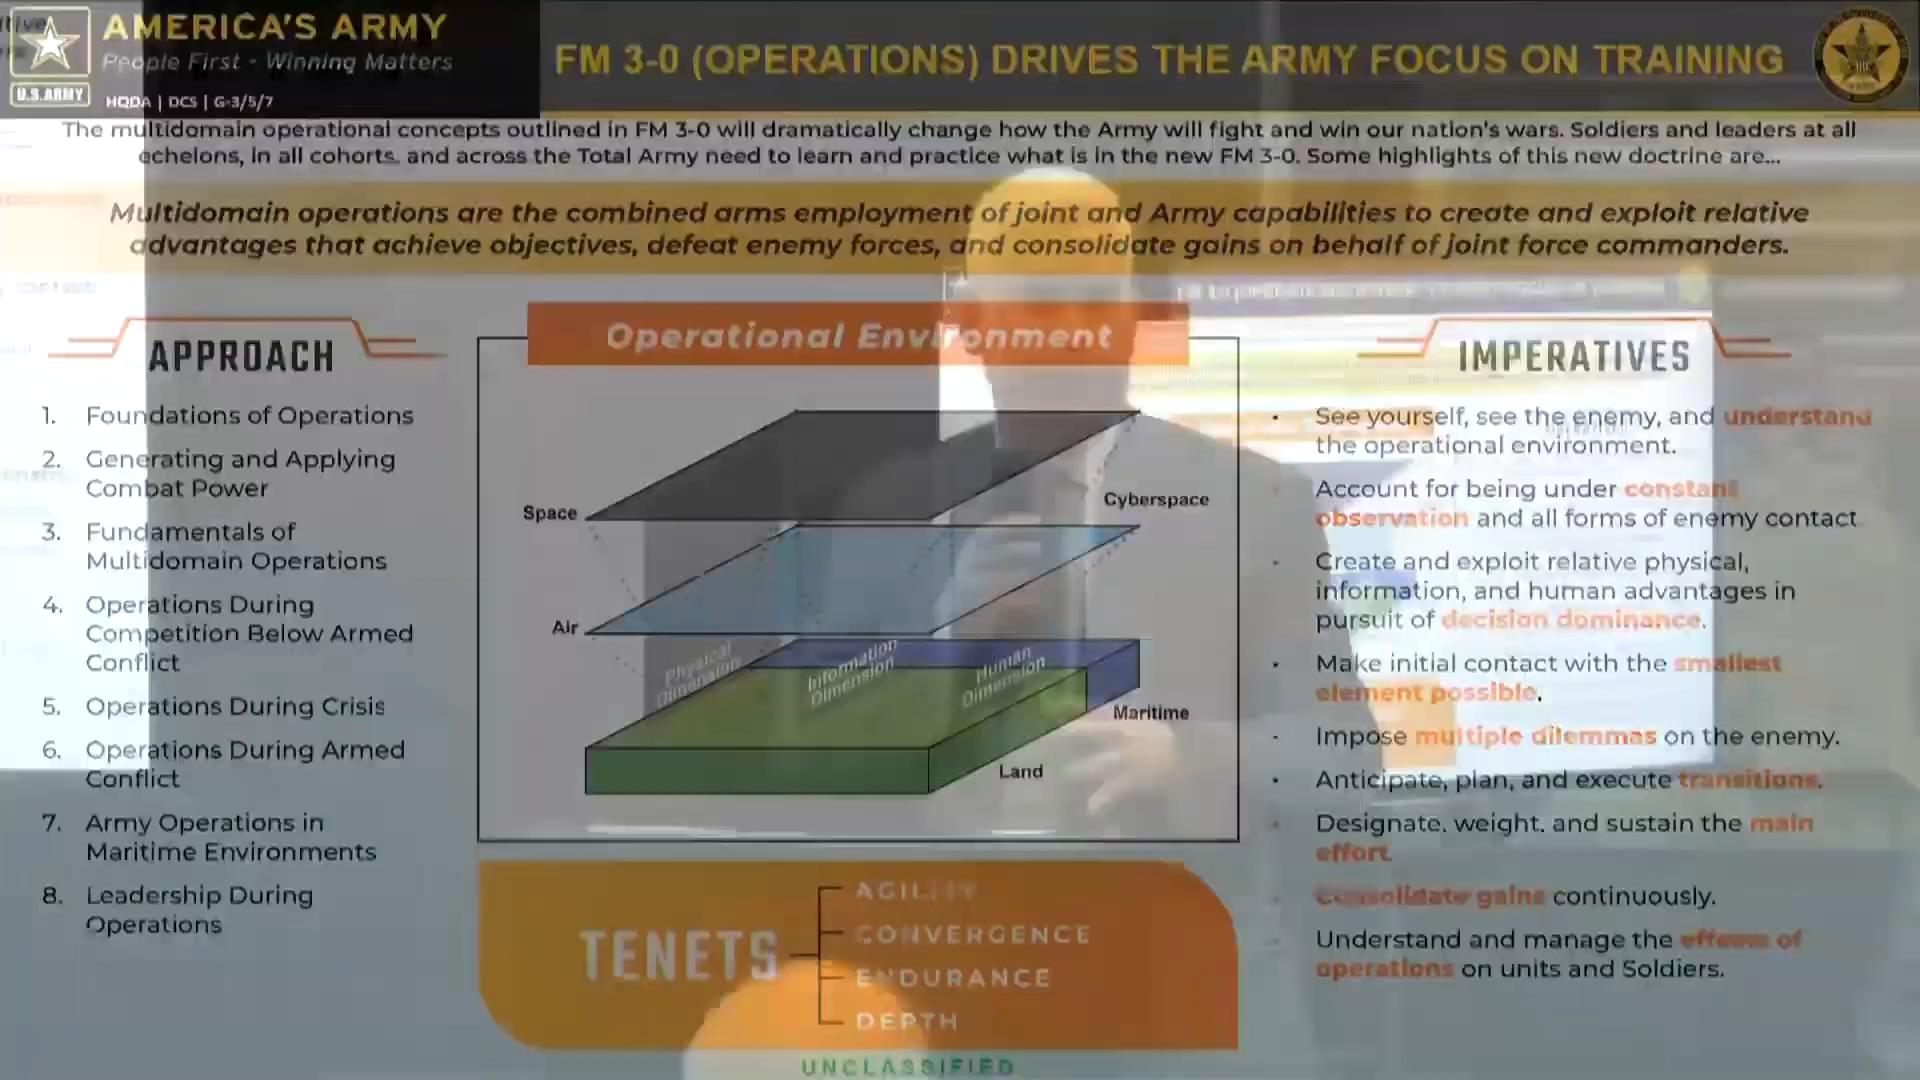 AMERICA'S ARMY
People First - Winning Matters
U.S.ARMY
HQDA | DCS | G-3/5/7
FM 3-0 (OPERATIONS) DRIVES THE ARMY FOCUS ON TRAINING
The multidomain operational concepts outlined in FM 3-0 will dramatically change how the Army will fight and win our nation's wars. Soldiers and leaders at all
echelons, in all cohorts, and across the Total Army need to learn and practice what is in the new FM 3-0. Some highlights of this new doctrine are...
Multidomain operations are the combined arms employment of joint and Army capabilities to create and exploit relative
advantages that achieve objectives, defeat enemy forces, and consolidate gains on behalf of joint force commanders.
APPROACH
1. Foundations of Operations
2. Generating and Applying
Combat Power
3. Fundamentals of
Multidomain Operations
4. Operations During
Competition Below Armed
Conflict
5. Operations During Crisis
6. Operations During Armed
Conflict
7. Army Operations in
Maritime Environments
8. Leadership During
Operations
Operational Environment
Space
Cyberspace
Air
Physical
Dimension
Information
Dimension
Human
Dimension
Maritime
Land
TENETS
AGILITY
CONVERGENCE
ENDURANCE
DEPTH
IMPERATIVES
• See yourself, see the enemy, and understand
the operational environment.
• Account for being under constant
observation and all forms of enemy contact
• Create and exploit relative physical,
information, and human advantages in
pursuit of decision dominance.
• Make initial contact with the smallest
element possible.
• Impose multiple dilemmas on the enemy.
• Anticipate, plan, and execute transitions.
• Designate, weight, and sustain the main
effort.
• Consolidate gains continuously.
• Understand and manage the effects of
operations on units and Soldiers.
UNCLASSIFIED